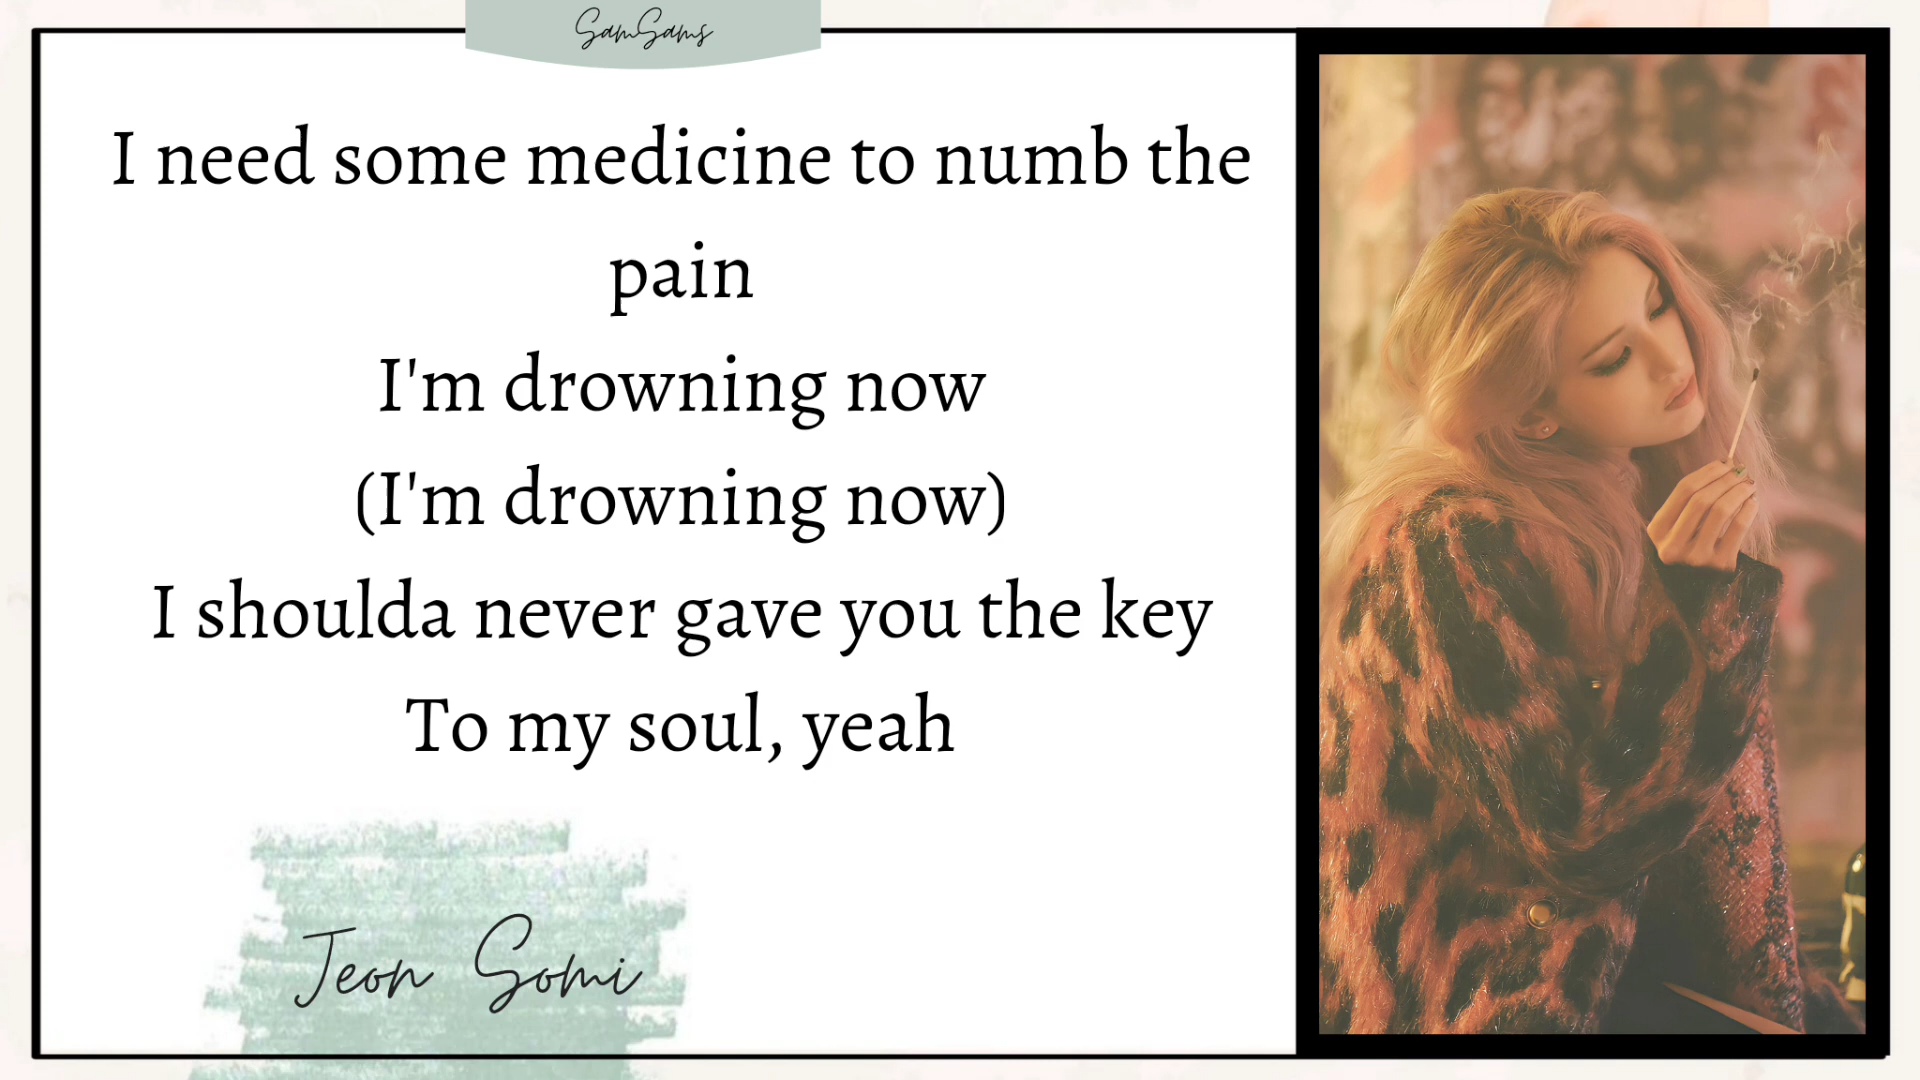 SamSams
I need some medicine to numb the
pain
I'm drowning now
(I'm drowning now)
I shoulda never gave you the key
To my soul, yeah
Jeon Somi